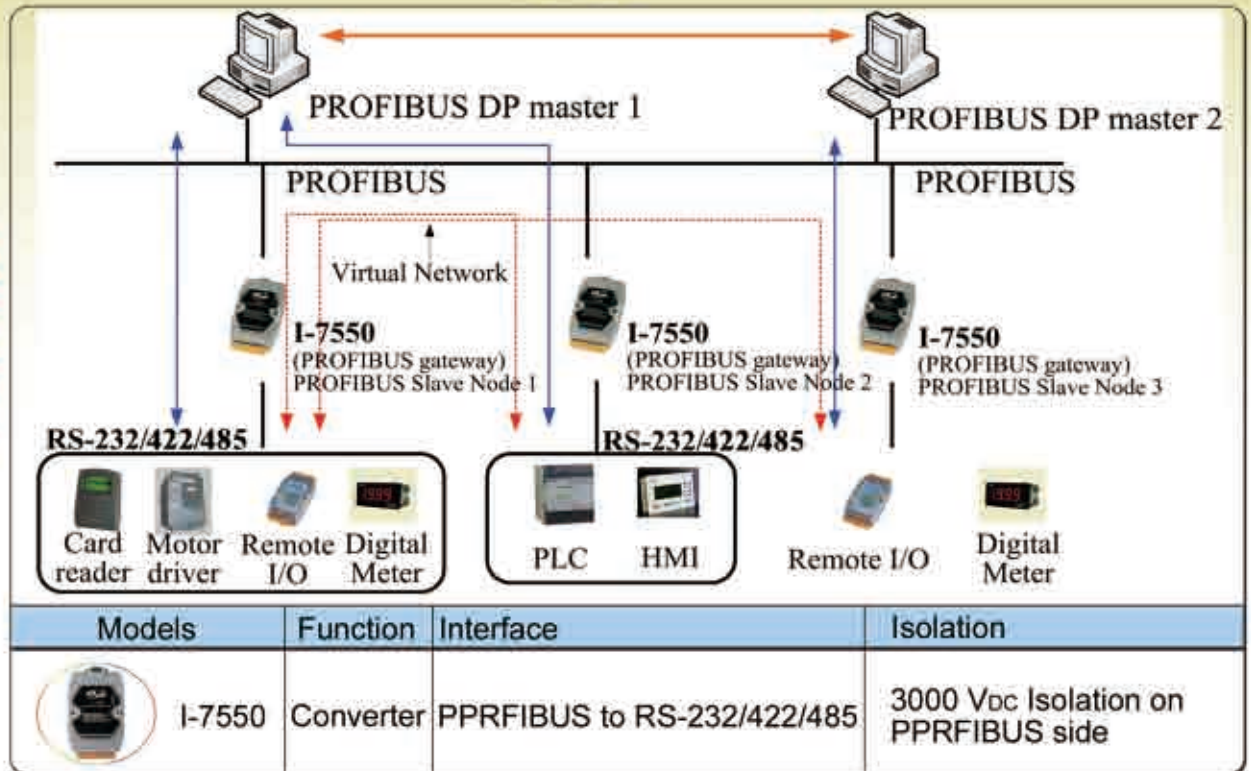 PROFIBUS DP master 1
PROFIBUS DP master 2
PROFIBUS
PROFIBUS
Virtual Network
I-7550
(PROFIBUS gateway)
PROFIBUS Slave Node 1
I-7550
(PROFIBUS gateway)
PROFIBUS Slave Node 2
I-7550
(PROFIBUS gateway)
PROFIBUS Slave Node 3
RS-232/422/485
RS-232/422/485
Card
reader
Motor
driver
Remote
I/O
Digital
Meter
PLC
HMI
Remote I/O
Digital
Meter
Models
Function
Interface
Isolation
I-7550
Converter
PPRFIBUS to RS-232/422/485
3000 VDC Isolation on
PPRFIBUS side